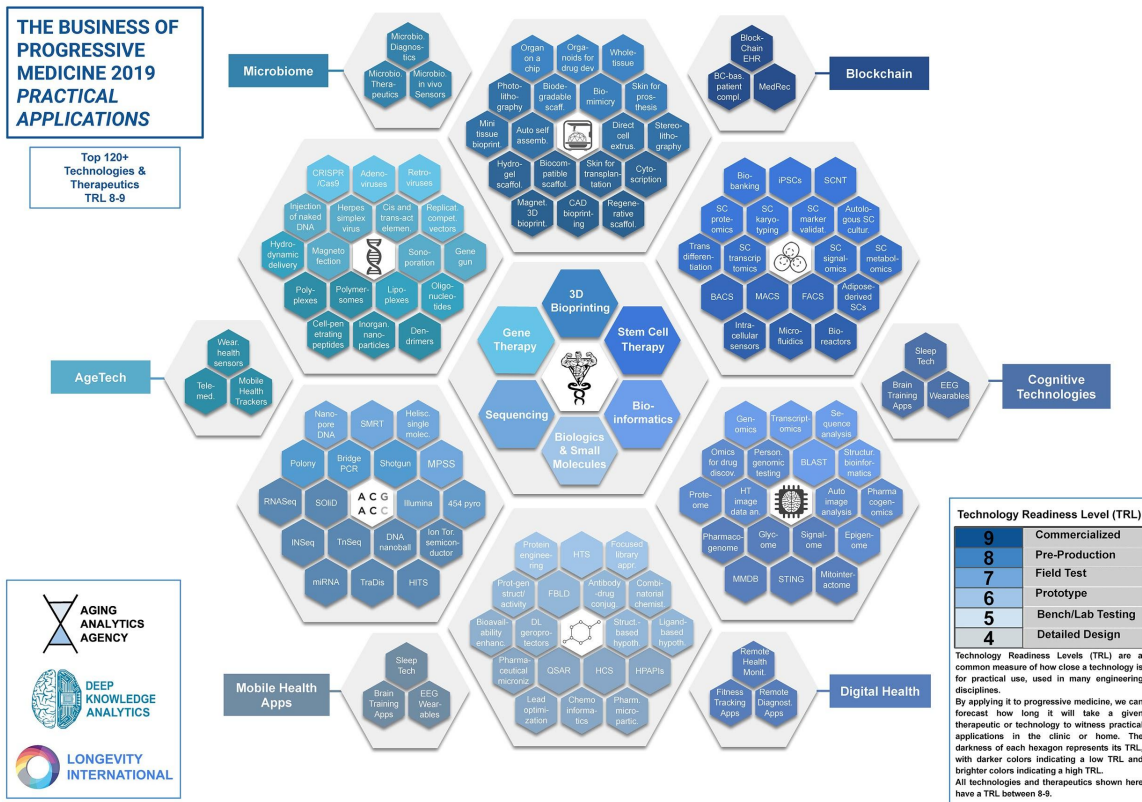 THE BUSINESS OF
PROGRESSIVE
MEDICINE 2019
PRACTICAL
APPLICATIONS
Top 120+
Technologies &
Therapeutics
TRL 8-9
Microbiome
Microbio.
Diagnos-
tics
Microbio.
Thera-
peutics
Microbio.
in vivo
Sensors
Organ
on a
chip
Orga-
noids for
drug dev
Whole-
tissue
Photo-
litho-
graphy
Biode-
gradable
scaff.
Bio-
mimicry
Skin for
pros-
thesis
Mini
tissue
bioprint.
Auto self
assemb.
Direct
cell
extrus.
Stereo-
litho-
graphy
Hydro-
gel
scaffol.
Biocom-
patible
scaffol.
Skin for
transplan-
tation
Cyto-
scription
Magnet.
3D
bioprint.
CAD
bioprint-
ing
Regene-
rative
scaffol.
Block-
Chain
EHR
BC-bas.
patient
compl.
MedRec
Blockchain
CRISPR
/Cas9
Adeno-
viruses
Retro-
viruses
Injection
of naked
DNA
Herpes
simplex
virus
Cis and
trans-act
elemen.
Replicat.
compet.
vectors
Hydro-
dynamic
delivery
Magneto
fection
Sono-
poration
Gene
gun
Poly-
plexes
Polymer-
somes
Lipo-
plexes
Oligo-
nucleo-
tides
Cell-pen
etrating
peptides
Inorgan.
nano-
particles
Den-
drimers
Bio-
banking
iPSCs
SCNT
SC
prote-
omics
SC
karyo-
typing
SC
marker
validat.
Autolo-
gous SC
cultur.
Trans
differen-
tiation
SC
transcrip
tomics
SC
signal-
omics
SC
metabol-
omics
BACS
MACS
FACS
Adipose-
derived
SCs
Intra-
cellular
sensors
Micro-
fluidics
Bio-
reactors
3D
Bioprinting
Gene
Therapy
Stem Cell
Therapy
Sequencing
Bio-
informatics
Biologics
& Small
Molecules
AgeTech
Wear.
health
sensors
Tele-
med.
Mobile
Health
Trackers
Sleep
Tech
Brain
Training
Apps
EEG
Wearables
Cognitive
Technologies
Nano-
pore
DNA
SMRT
Helisc.
single
molec.
Polony
Bridge
PCR
Shotgun
MPSS
RNASeq
SOliD
A C G
A C C
Illumina
454 pyro
INSeq
TnSeq
DNA
nanoball
Ion Tor.
semicon-
ductor
miRNA
TraDis
HITS
Gen-
omics
Transcript-
omics
Se-
quence
analysis
Omics
for drug
discov.
Person.
genomic
testing
BLAST
Structur.
bioinfor-
matics
Prote-
ome
HT
image
data an.
Auto
image
analysis
Pharma
cogen-
omics
Pharmaco-
genome
Glyc-
ome
Signal-
ome
Epigen-
ome
MMDB
STING
Mitointer-
actome
Protein
enginee-
ring
HTS
Focused
library
appr.
Prot-gen
struct/
activity
FBLD
Antibody
-drug
conjug.
Combi-
natorial
chemist.
Bioavail-
ability
enhanc.
DL
geropro-
tectors
Struct.-
based
hypoth.
Ligand-
based
hypoth.
Pharma-
ceutical
microniz
QSAR
HCS
HPAPIs
Lead
optimi-
zation
Chemo
informa-
tics
Pharm.
micro-
partic.
Mobile Health
Apps
Sleep
Tech
Brain
Training
Apps
EEG
Wear-
ables
Remote
Health
Monit.
Fitness
Tracking
Apps
Remote
Diagnost.
Apps
Digital Health
AGING
ANALYTICS
AGENCY
DEEP
KNOWLEDGE
ANALYTICS
LONGEVITY
INTERNATIONAL
Technology Readiness Level (TRL)
9 Commercialized
8 Pre-Production
7 Field Test
6 Prototype
5 Bench/Lab Testing
4 Detailed Design
Technology Readiness Levels (TRL) are a
common measure of how close a technology is
for practical use, used in many engineering
disciplines.
By applying it to progressive medicine, we can
forecast how long it will take a given
therapeutic or technology to witness practical
applications in the clinic or home. The
darkness of each hexagon represents its TRL,
with darker colors indicating a low TRL and
brighter colors indicating a high TRL.
All technologies and therapeutics shown here
have a TRL between 8-9.